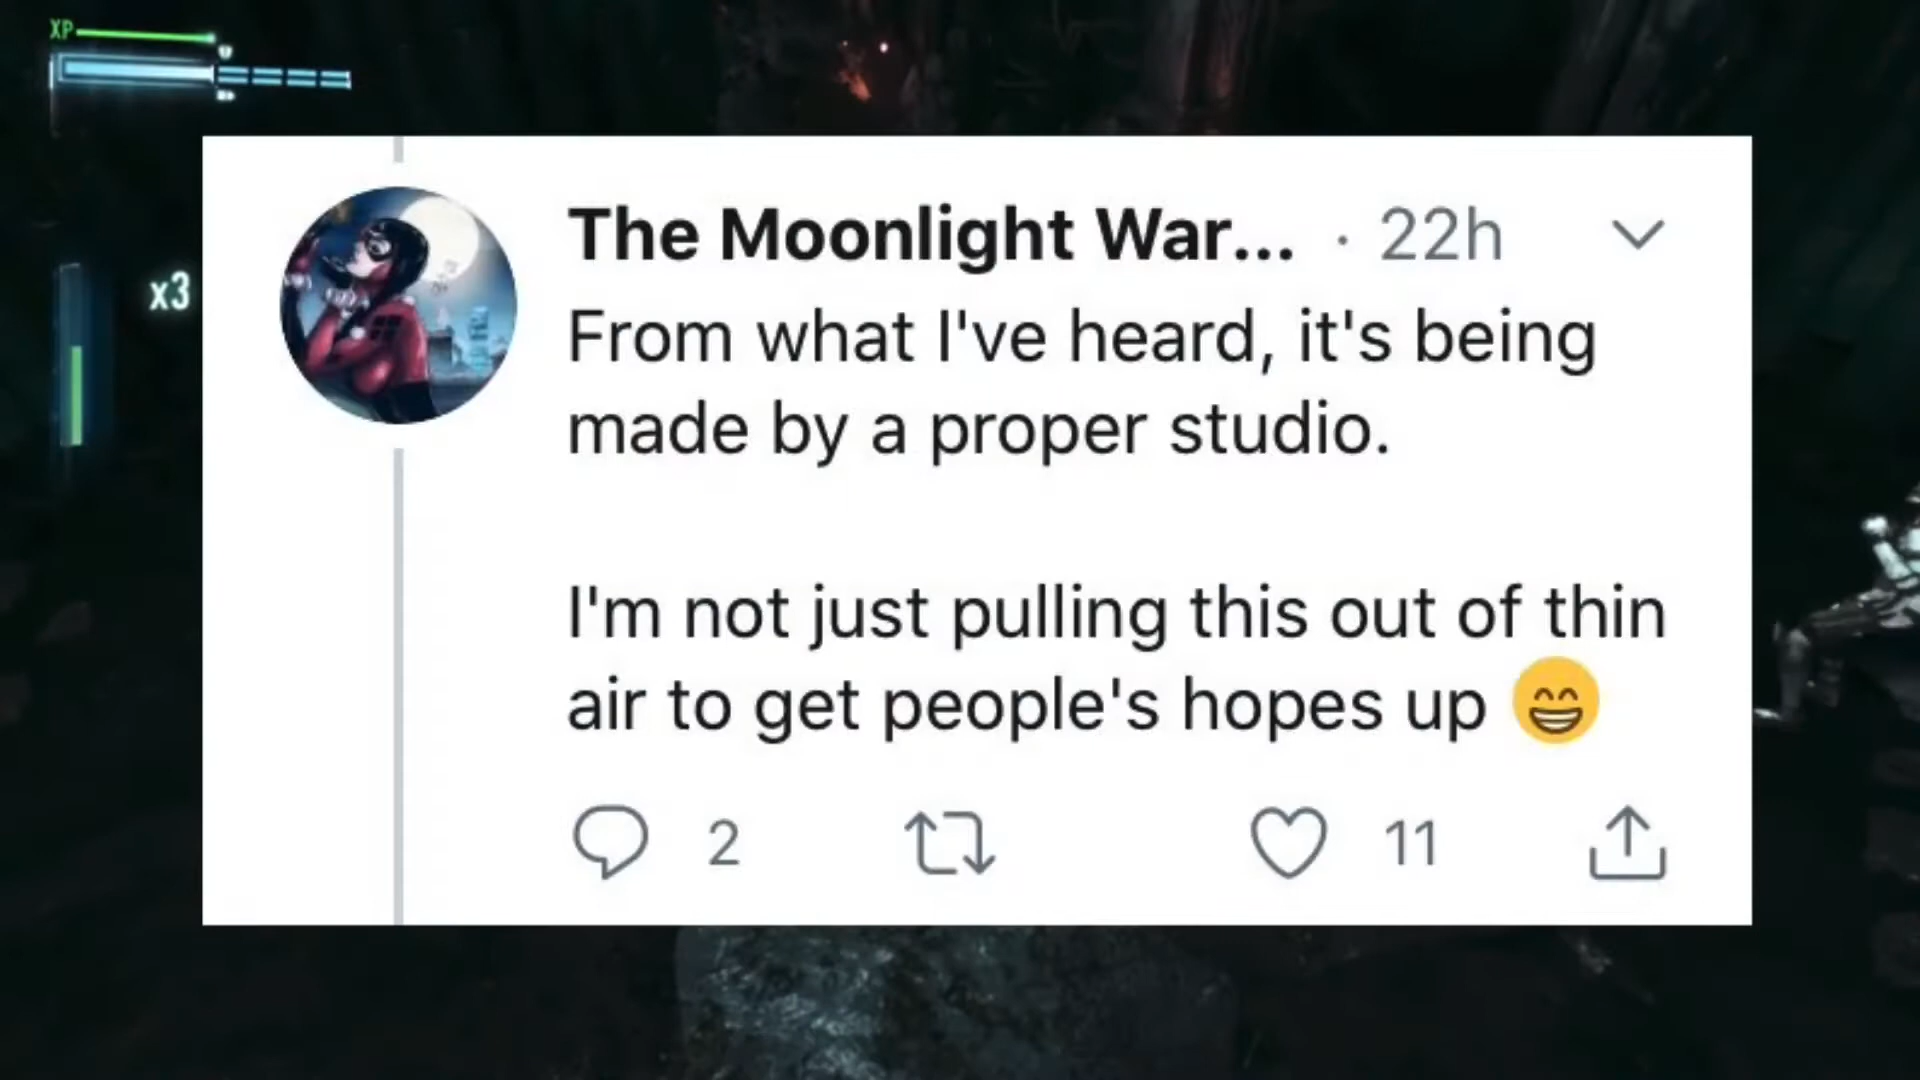 XP
x3
The Moonlight War... · 22h
From what I've heard, it's being
made by a proper studio.
I'm not just pulling this out of thin
air to get people's hopes up 😁
2 11